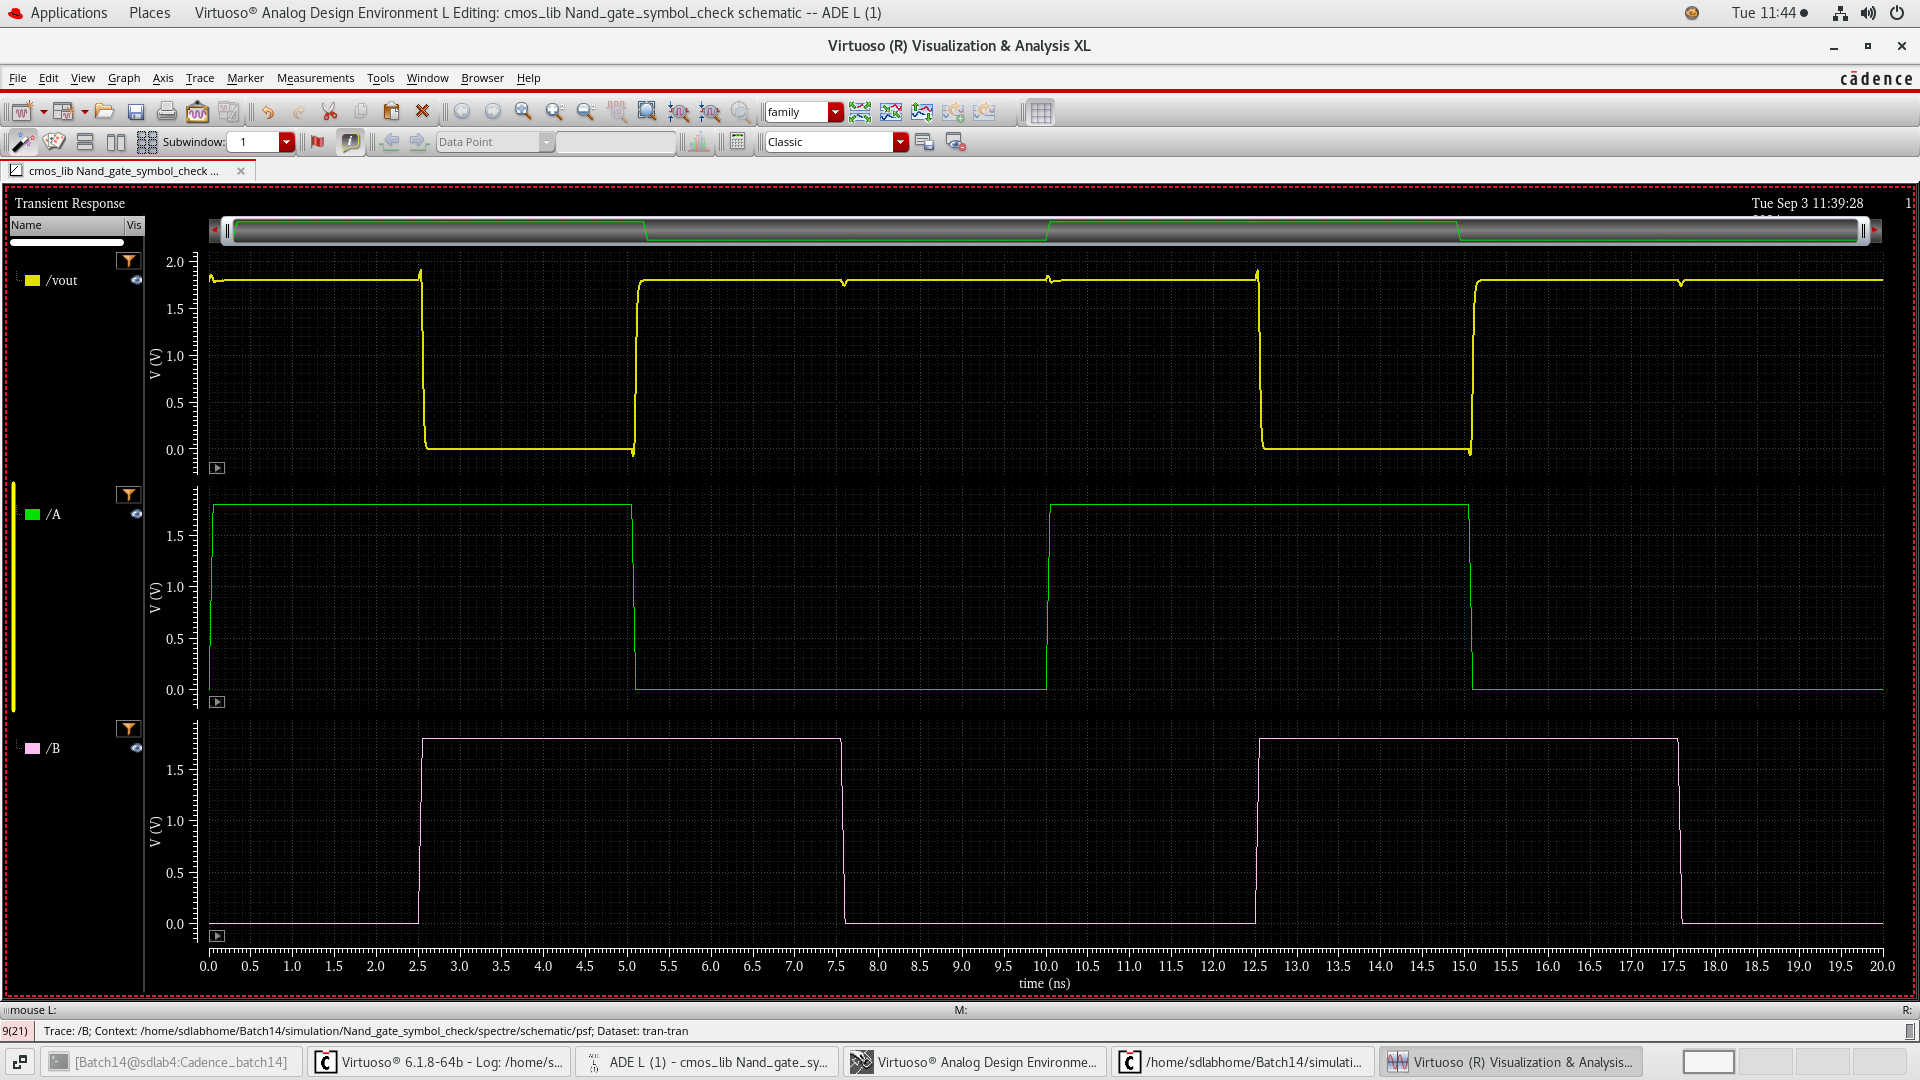 Applications Places Virtuoso® Analog Design Environment L Editing: cmos_lib Nand_gate_symbol_check schematic -- ADE L (1) Tue 11:44
Virtuoso (R) Visualization & Analysis XL
File Edit View Graph Axis Trace Marker Measurements Tools Window Browser Help cādence
family
Subwindow: 1 Data Point Classic
cmos_lib Nand_gate_symbol_check ...
Transient Response Tue Sep 3 11:39:28 1
Name Vis
/vout
2.0
1.5
1.0
0.5
0.0
V (V)
/A
1.5
1.0
0.5
0.0
V (V)
/B
1.5
1.0
0.5
0.0
V (V)
0.0 0.5 1.0 1.5 2.0 2.5 3.0 3.5 4.0 4.5 5.0 5.5 6.0 6.5 7.0 7.5 8.0 8.5 9.0 9.5 10.0 10.5 11.0 11.5 12.0 12.5 13.0 13.5 14.0 14.5 15.0 15.5 16.0 16.5 17.0 17.5 18.0 18.5 19.0 19.5 20.0
time (ns)
mouse L: M: R:
9(21) Trace: /B; Context: /home/sdlabhome/Batch14/simulation/Nand_gate_symbol_check/spectre/schematic/psf; Dataset: tran-tran
[Batch14@sdlab4:Cadence_batch14] Virtuoso® 6.1.8-64b - Log: /home/s... ADE L (1) - cmos_lib Nand_gate_sy... Virtuoso® Analog Design Environme... /home/sdlabhome/Batch14/simulati... Virtuoso (R) Visualization & Analysis...